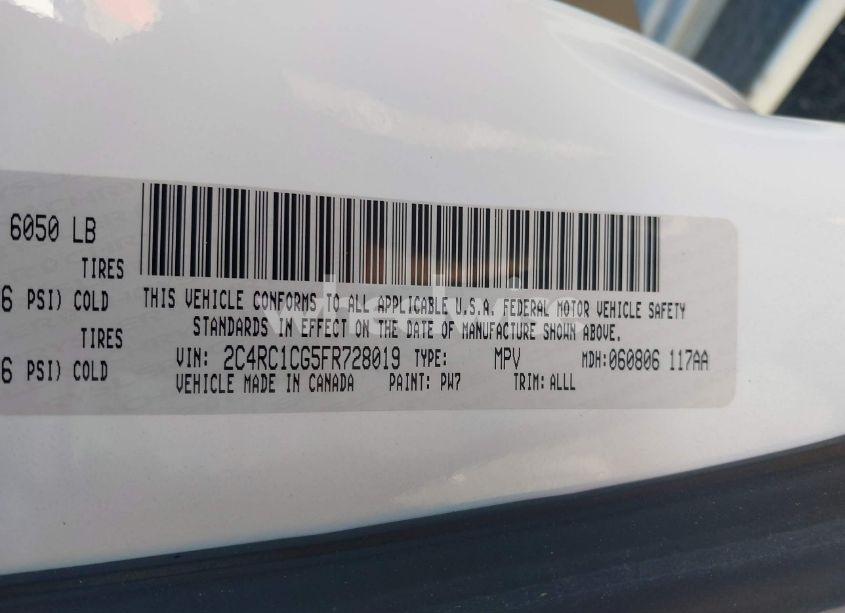 6050 LB
TIRES
6 PSI) COLD
TIRES
6 PSI) COLD
THIS VEHICLE CONFORMS TO ALL APPLICABLE U.S.A. FEDERAL MOTOR VEHICLE SAFETY
STANDARDS IN EFFECT ON THE DATE OF MANUFACTURE SHOWN ABOVE.
VIN: 2C4RC1CG5FR728019 TYPE: MPV MDH:060806 117AA
VEHICLE MADE IN CANADA PAINT: PW7 TRIM: ALLL